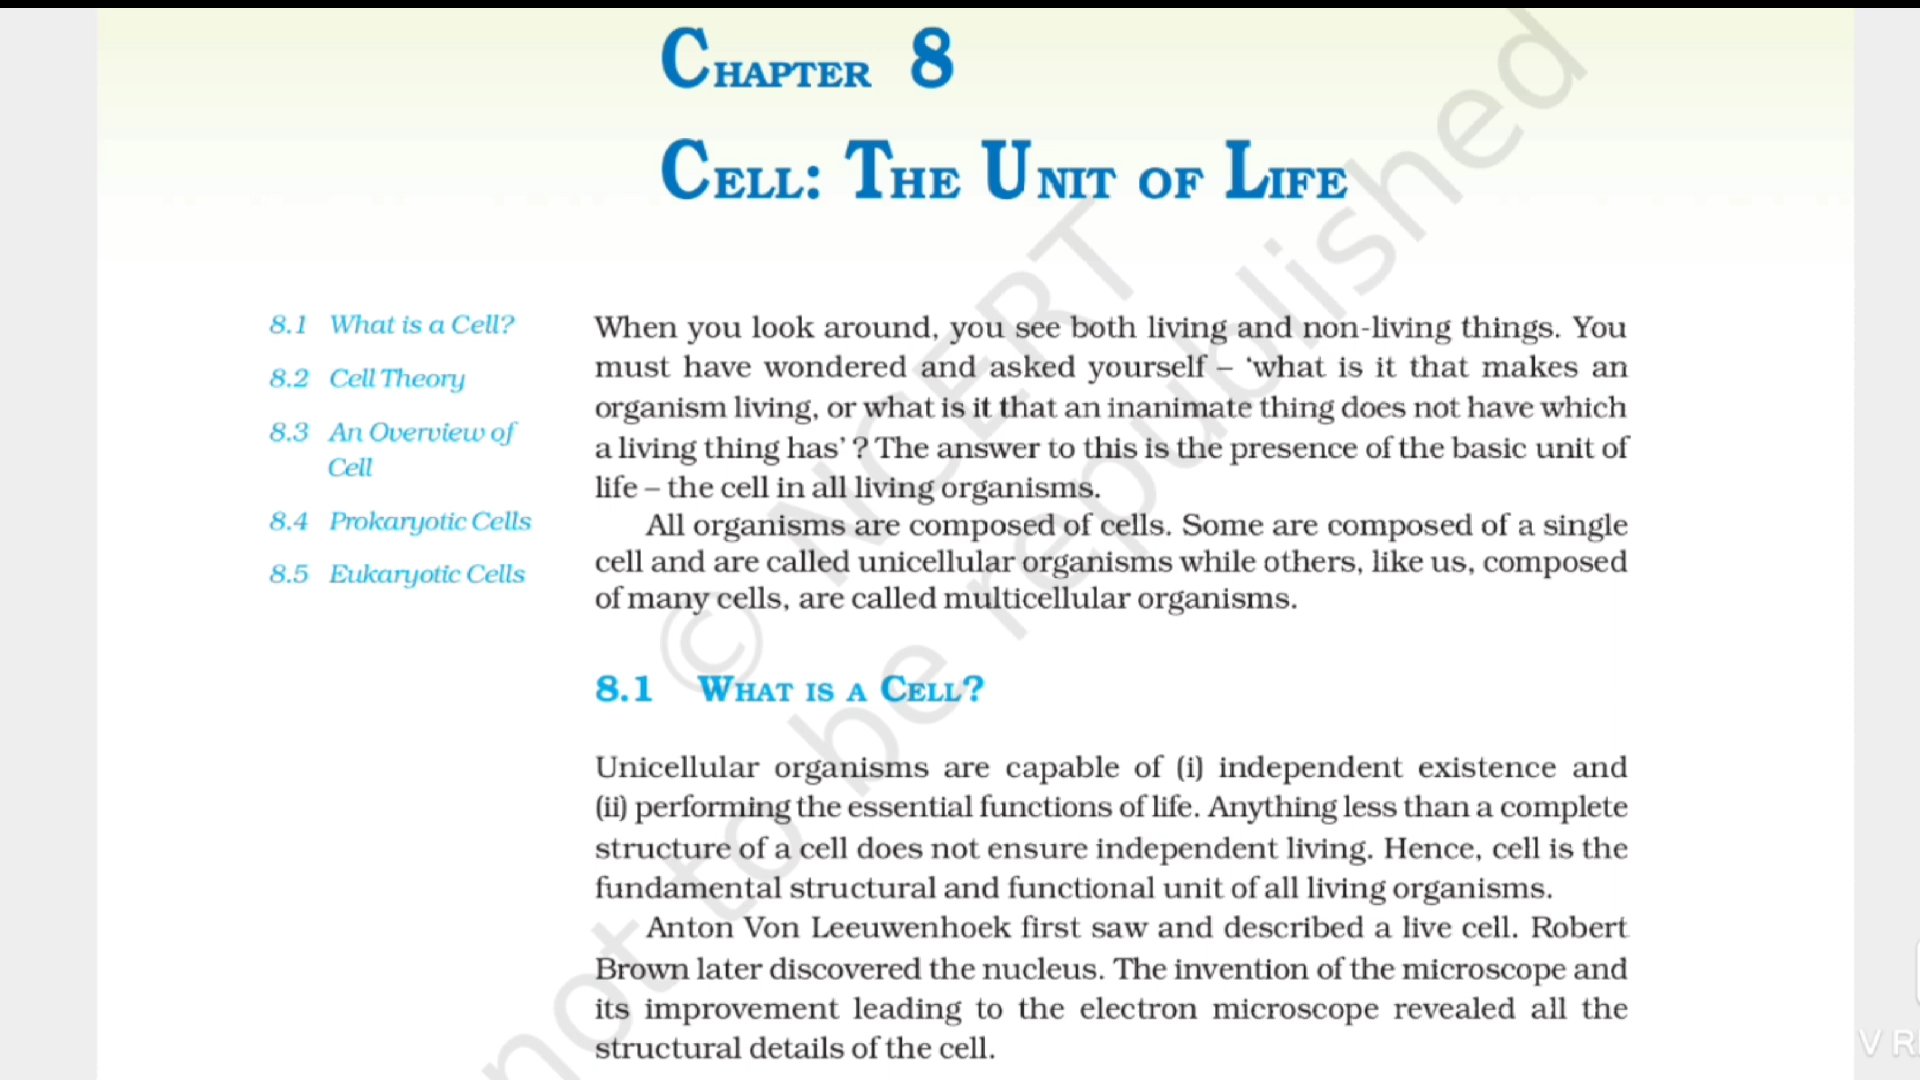 Chapter 8
Cell: The Unit of Life
8.1 What is a Cell?
8.2 Cell Theory
8.3 An Overview of
Cell
8.4 Prokaryotic Cells
8.5 Eukaryotic Cells
When you look around, you see both living and non-living things. You
must have wondered and asked yourself – ‘what is it that makes an
organism living, or what is it that an inanimate thing does not have which
a living thing has’ ? The answer to this is the presence of the basic unit of
life – the cell in all living organisms.
All organisms are composed of cells. Some are composed of a single
cell and are called unicellular organisms while others, like us, composed
of many cells, are called multicellular organisms.
8.1 What is a Cell?
Unicellular organisms are capable of (i) independent existence and
(ii) performing the essential functions of life. Anything less than a complete
structure of a cell does not ensure independent living. Hence, cell is the
fundamental structural and functional unit of all living organisms.
Anton Von Leeuwenhoek first saw and described a live cell. Robert
Brown later discovered the nucleus. The invention of the microscope and
its improvement leading to the electron microscope revealed all the
structural details of the cell.
© NCERT
not to be republished